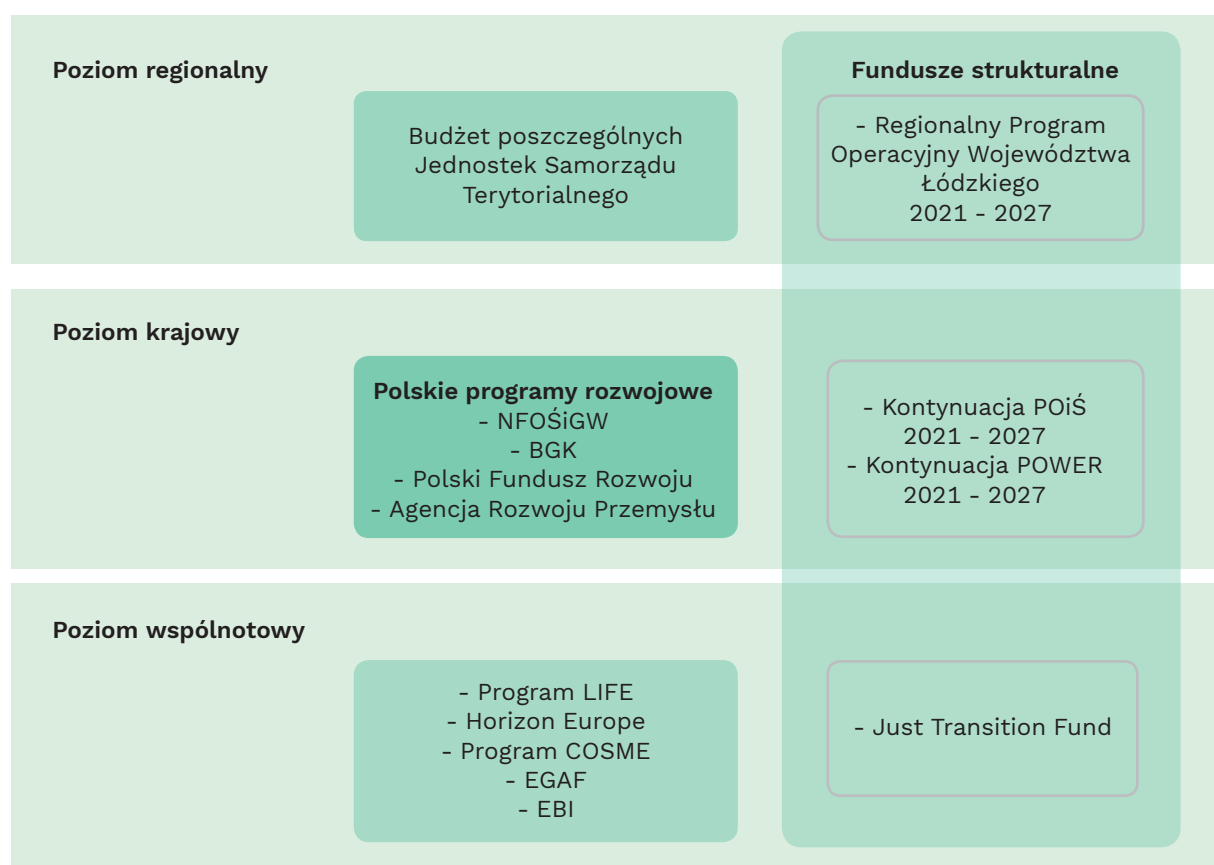 Poziom regionalny
Budżet poszczególnych
Jednostek Samorządu
Terytorialnego
Fundusze strukturalne
- Regionalny Program
Operacyjny Województwa
Łódzkiego
2021 - 2027
Poziom krajowy
Polskie programy rozwojowe
- NFOŚiGW
- BGK
- Polski Fundusz Rozwoju
- Agencja Rozwoju Przemysłu
- Kontynuacja POiŚ
2021 - 2027
- Kontynuacja POWER
2021 - 2027
Poziom wspólnotowy
- Program LIFE
- Horizon Europe
- Program COSME
- EGAF
- EBI
- Just Transition Fund